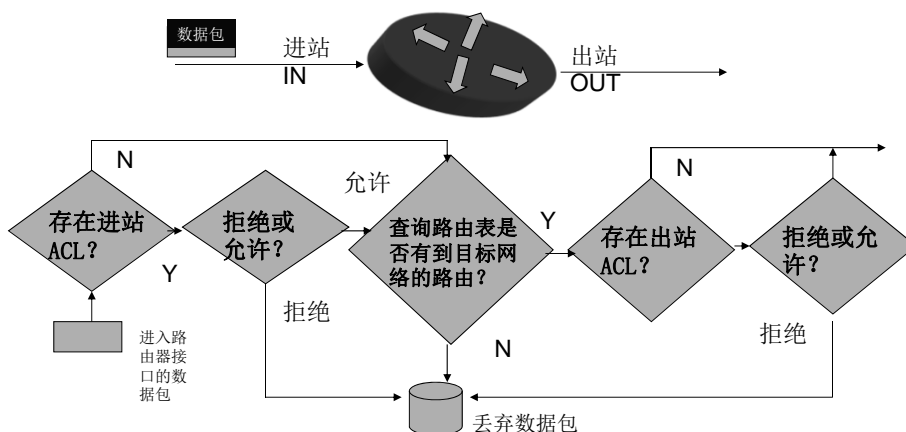 数据包
进站
IN
出站
OUT
N
允许
N
存在进站
ACL?
Y
拒绝或
允许?
查询路由表是
否有到目标网
络的路由?
Y
存在出站
ACL?
拒绝或允
许?
拒绝
拒绝
进入路
由器接
口的数
据包
N
丢弃数据包